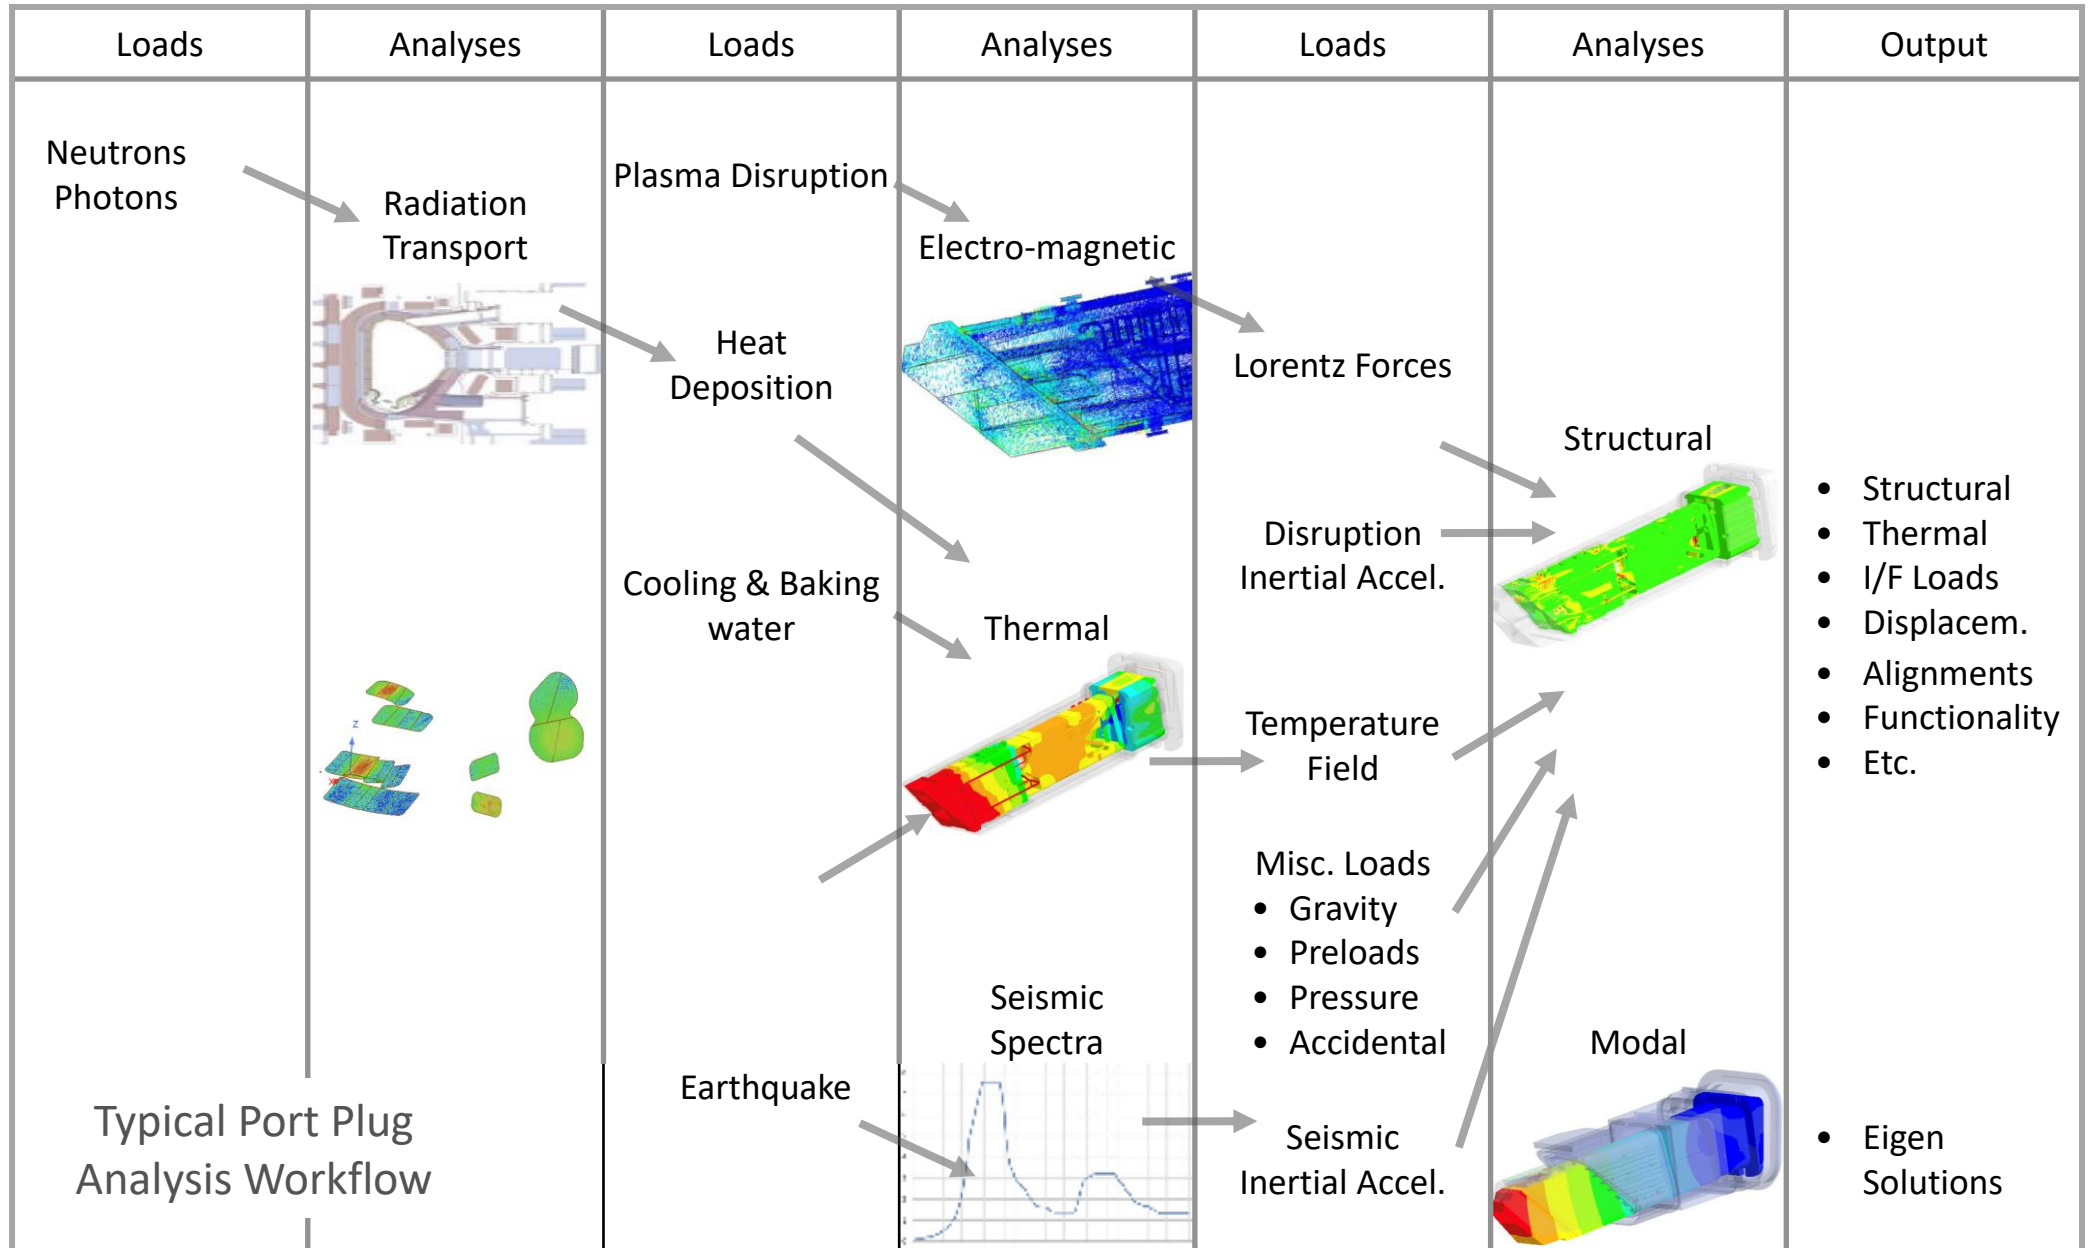 Loads
Analyses
Loads
Analyses
Loads
Analyses
Output
Neutrons
Photons
Radiation
Transport
Plasma Disruption
Heat
Deposition
Cooling & Baking
water
Earthquake
Electro-magnetic
Thermal
Seismic
Spectra
Lorentz Forces
Disruption
Inertial Accel.
Temperature
Field
Misc. Loads
• Gravity
• Preloads
• Pressure
• Accidental
Seismic
Inertial Accel.
Structural
Modal
• Structural
• Thermal
• I/F Loads
• Displacem.
• Alignments
• Functionality
• Etc.
• Eigen
Solutions
Typical Port Plug
Analysis Workflow
Z